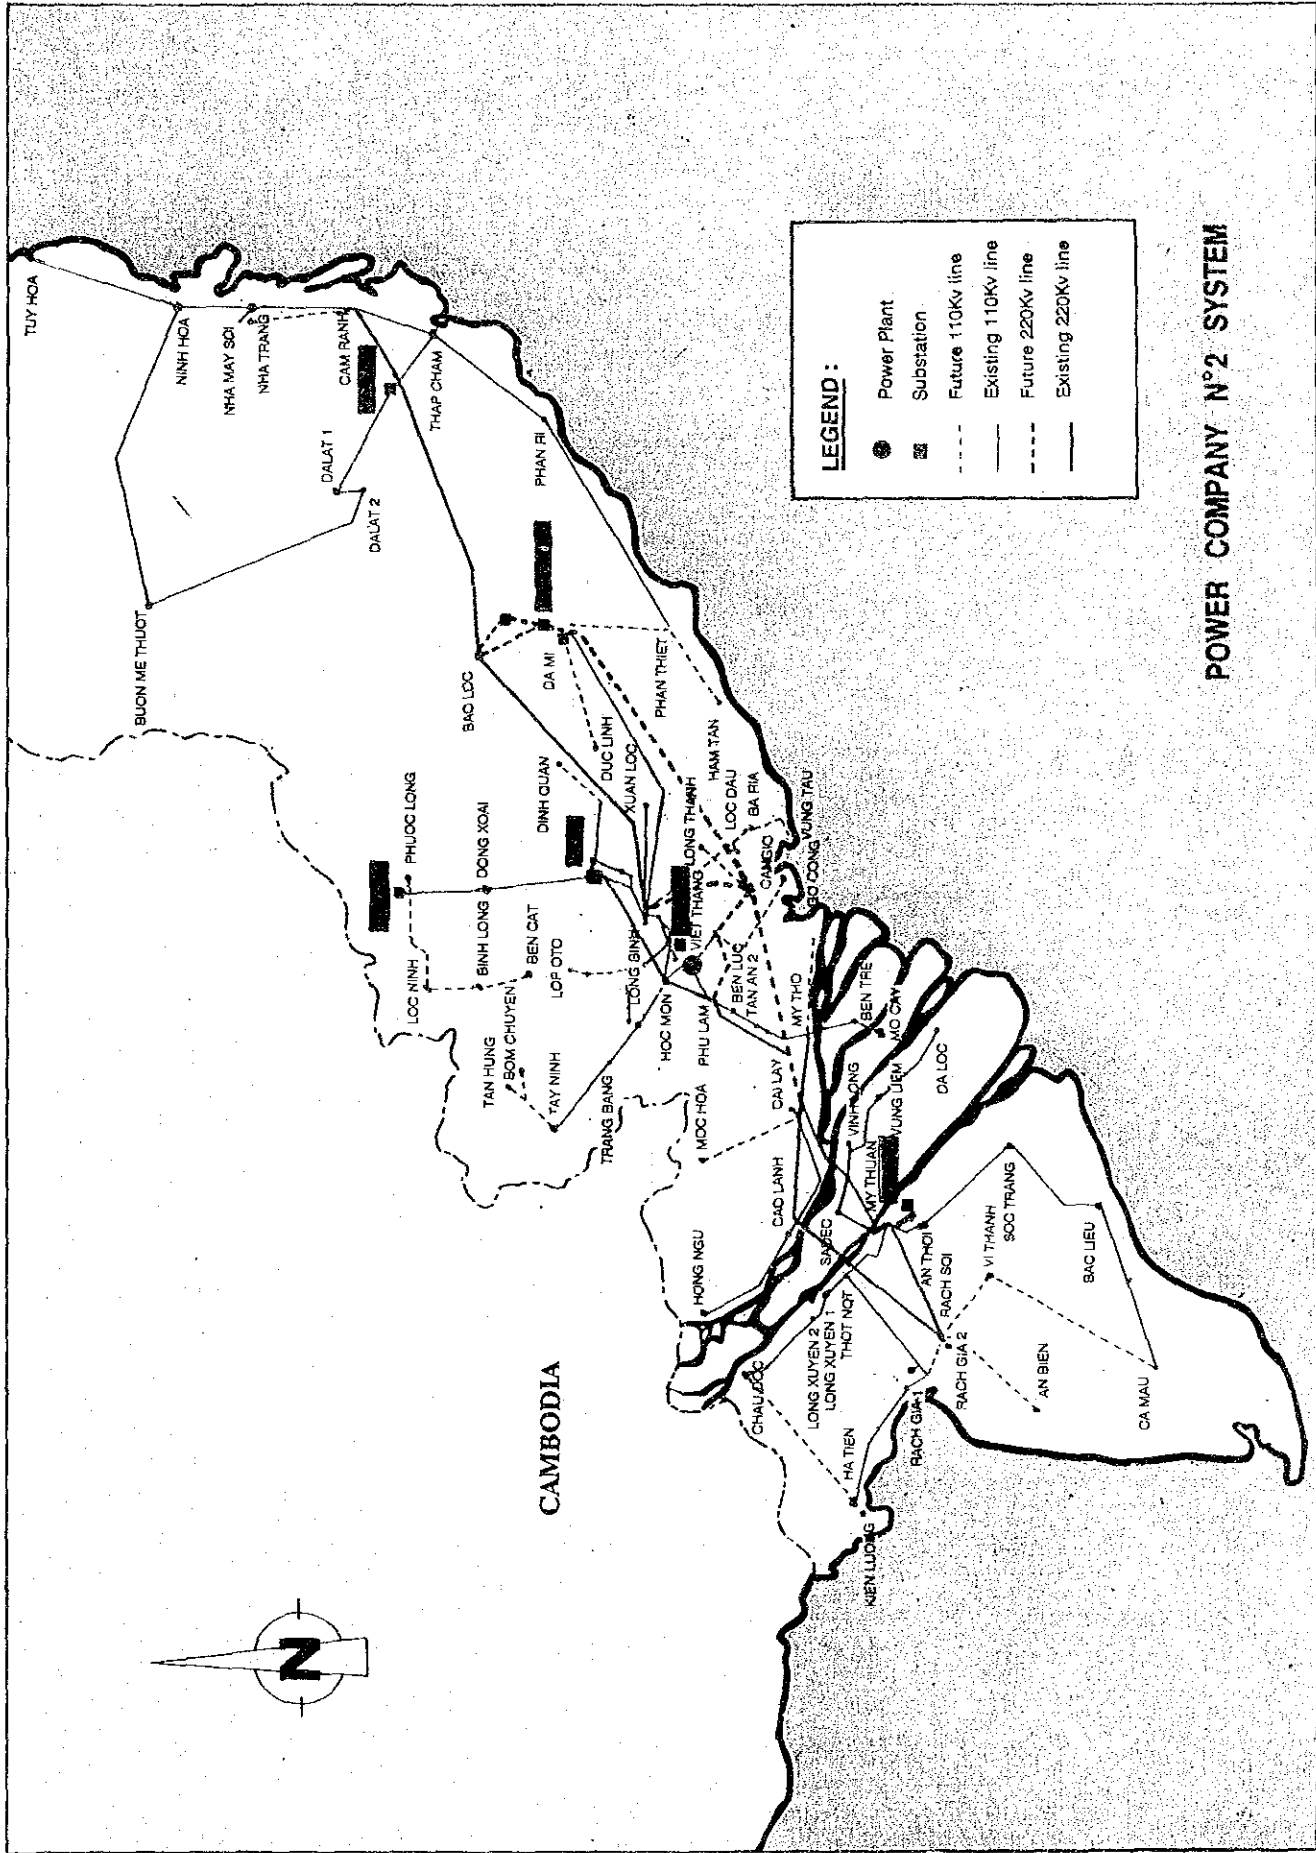 TUY HOA
NINH HOA
NHA MAY SOI
NHA TRANG
CAM RANH
THAP CHAM
DALAT 1
DALAT 2
PHAN RI
BUON ME THUOT
BAO LOC
DA MI
PHAN THIET
DUC LINH
HAM TAN
DINH QUAN
XUAN LOC
PHUOC LONG
DONG XOAI
LOC NINH
BINH LONG
BEN CAT
LOP OTO
LONG BINH
VIET THANG
LONG THANH
LOC DAU
BA RIA
CANGIO
VUNG TAU
GO CONG
HOC MON
PHU LAM
BEN LUC
TAN AN 2
MY THO
BEN TRE
MO CAY
TAN HUNG
BOM CHUYEN
TAY NINH
TRANG BANG
MOC HOA
CAI LAY
VINH LONG
VUNG LIEM
DA LOC
CAO LANH
MY THUAN
SADEC
HONG NGU
AN THOI
SOC TRANG
VI THANH
BAC LIEU
RACH SOI
RACH GIA 2
LONG XUYEN 2
LONG XUYEN 1
THOT NOT
CHAU DOC
HA TIEN
RACH GIA 1
AN BIEN
CA MAU
KIEN LUONG
CAMBODIA
N
LEGEND :
Power Plant
Substation
Future 110Kv line
Existing 110Kv line
Future 220Kv line
Existing 220Kv line
POWER COMPANY N°2 SYSTEM